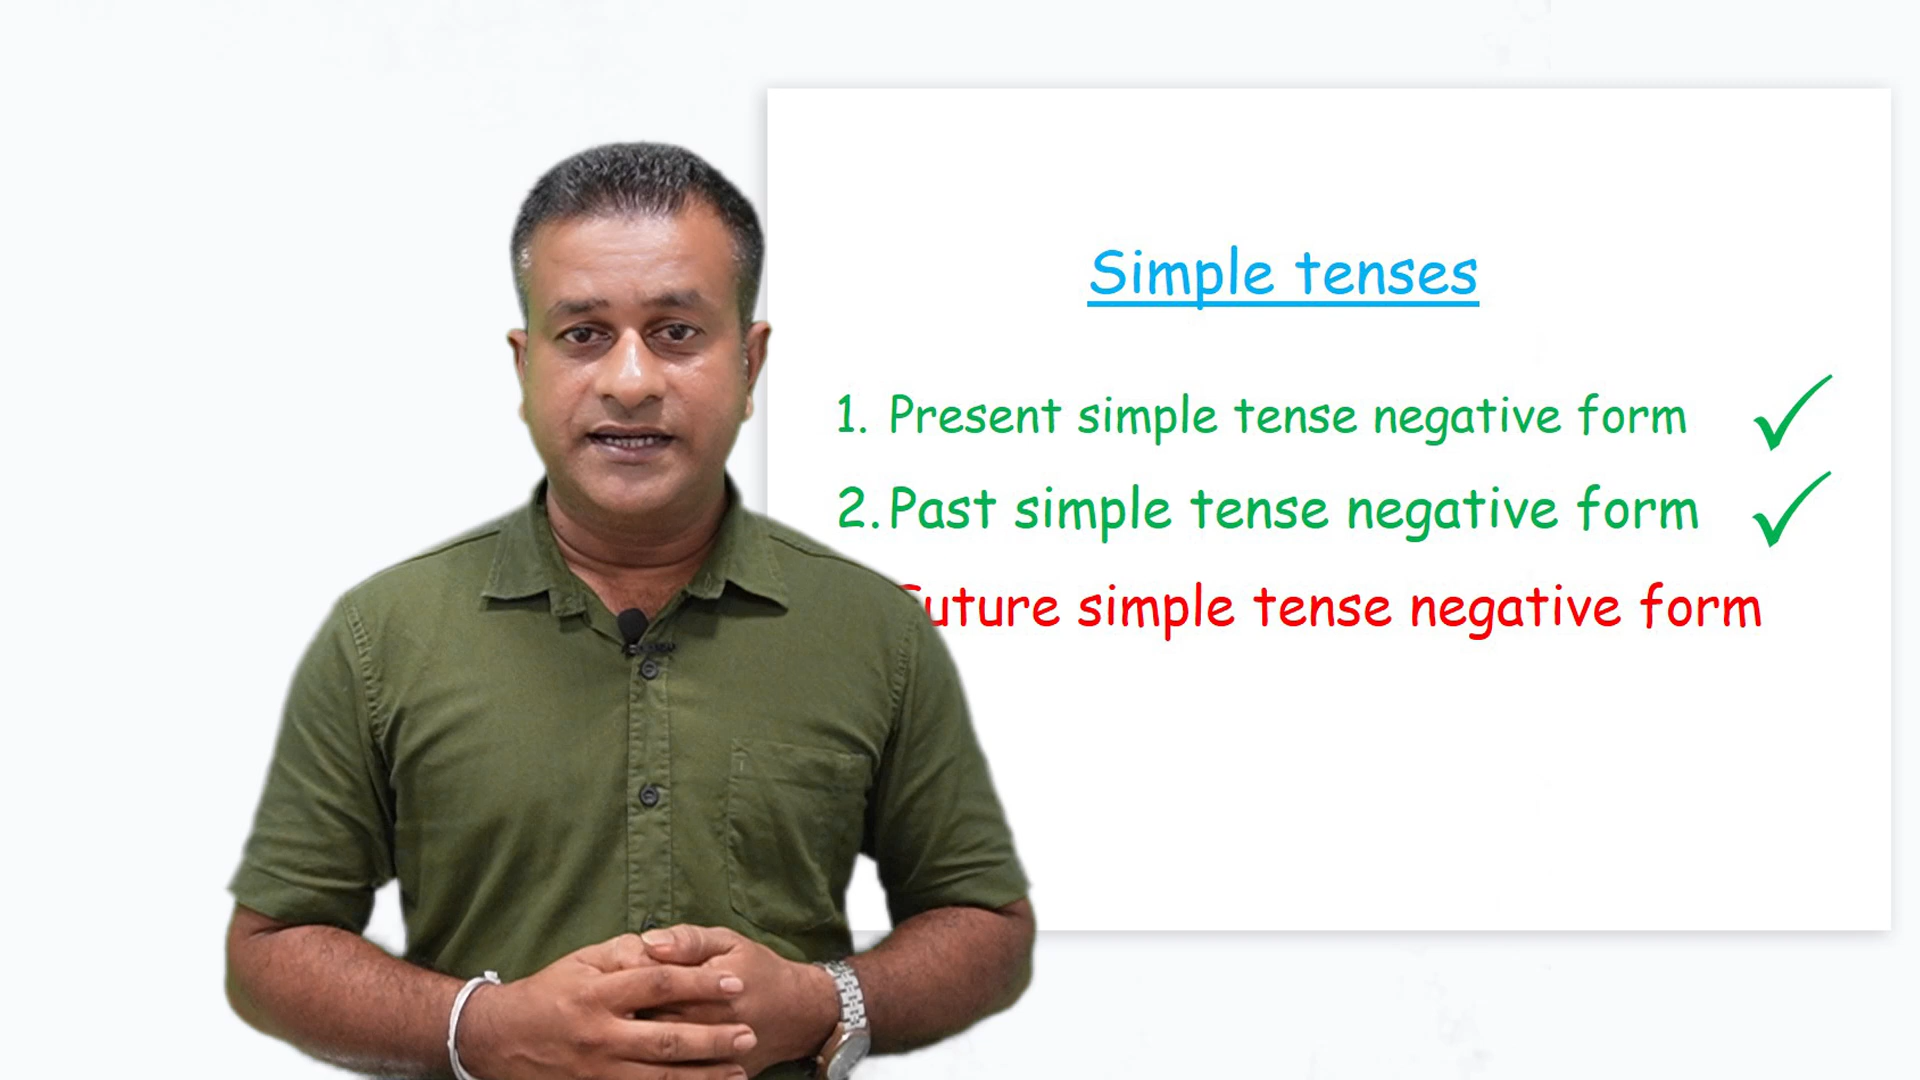 Simple tenses
1. Present simple tense negative form
2. Past simple tense negative form
simple tense negative form